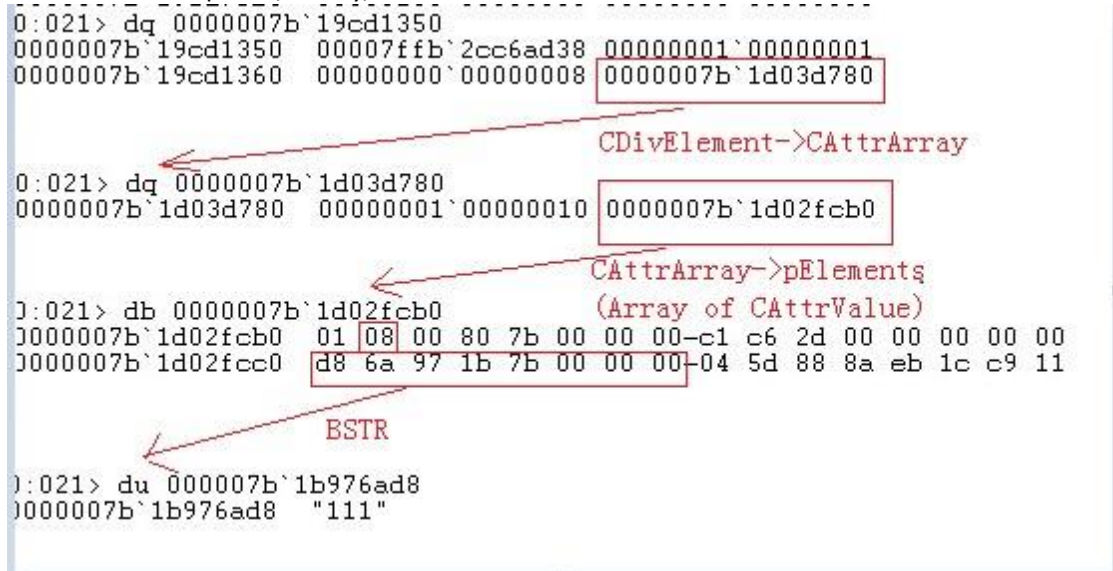 0:021> dq 0000007b`19cd1350
0000007b`19cd1350 00007ffb`2cc6ad38 00000001`00000001
0000007b`19cd1360 00000000`00000008 0000007b`1d03d780
CDivElement->CAttrArray
0:021> dq 0000007b`1d03d780
0000007b`1d03d780 00000001`00000010 0000007b`1d02fcb0
CAttrArray->pElements
(Array of CAttrValue)
0:021> db 0000007b`1d02fcb0
0000007b`1d02fcb0 01 08 00 80 7b 00 00 00-c1 c6 2d 00 00 00 00 00
0000007b`1d02fcc0 d8 6a 97 1b 7b 00 00 00-04 5d 88 8a eb 1c c9 11
BSTR
0:021> du 000007b`1b976ad8
0000007b`1b976ad8 "111"